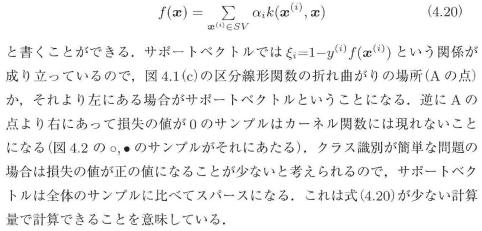 f(x) = Σ_{x^{(i)}∈SV} α_i k(x^{(i)}, x) (4.20)
と書くことができる．サポートベクトルでは ξ_i=1−y^{(i)}f(x^{(i)}) という関係が
成り立っているので，図 4.1(c) の区分線形関数の折れ曲がりの場所(A の点)
か，それより左にある場合がサポートベクトルということになる．逆に A の
点より右にあって損失の値が 0 のサンプルはカーネル関数には現れないこと
になる(図 4.2 の ○,● のサンプルがそれにあたる)．クラス識別が簡単な問題の
場合は損失の値が正の値になることが少ないと考えられるので，サポートベク
トルは全体のサンプルに比べてスパースになる．これは式(4.20)が少ない計算
量で計算できることを意味している．